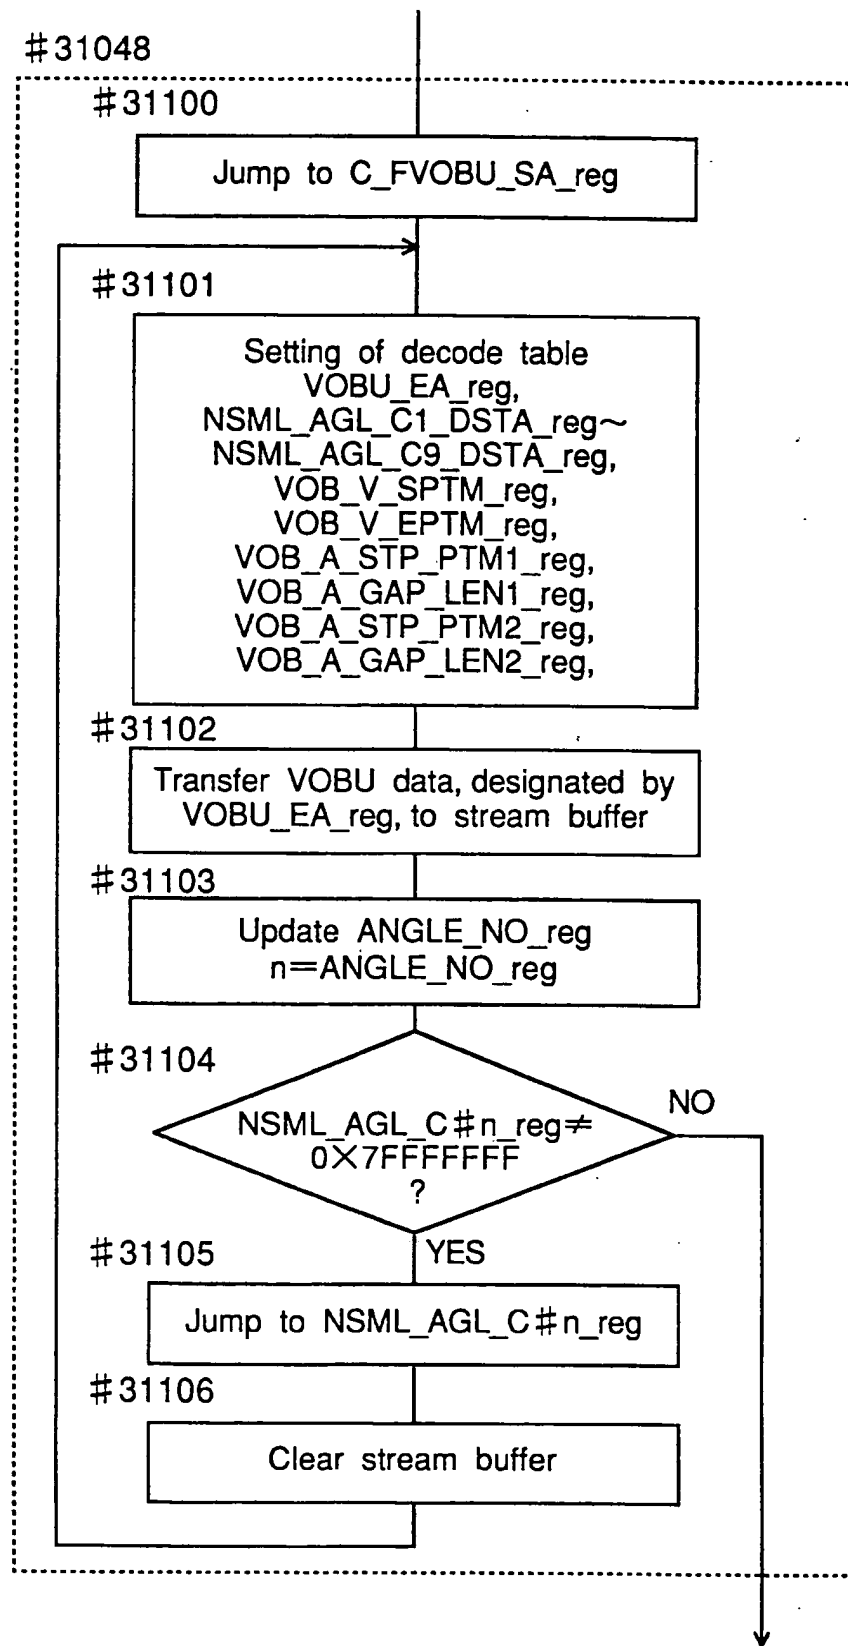 #31048
#31100
Jump to C_FVOBU_SA_reg
#31101
Setting of decode table
VOBU_EA_reg,
NSML_AGL_C1_DSTA_reg~
NSML_AGL_C9_DSTA_reg,
VOB_V_SPTM_reg,
VOB_V_EPTM_reg,
VOB_A_STP_PTM1_reg,
VOB_A_GAP_LEN1_reg,
VOB_A_STP_PTM2_reg,
VOB_A_GAP_LEN2_reg,
#31102
Transfer VOBU data, designated by
VOBU_EA_reg, to stream buffer
#31103
Update ANGLE_NO_reg
n=ANGLE_NO_reg
#31104
NO
NSML_AGL_C#n_reg≠
0X7FFFFFFF
?
#31105
YES
Jump to NSML_AGL_C#n_reg
#31106
Clear stream buffer